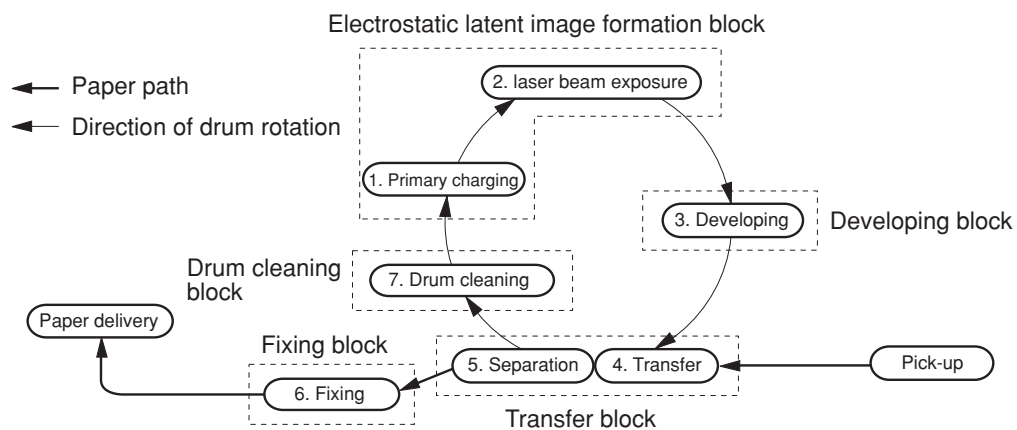 Electrostatic latent image formation block
2. laser beam exposure
Paper path
Direction of drum rotation
1. Primary charging
3. Developing
Developing block
Drum cleaning
block
7. Drum cleaning
Paper delivery
Fixing block
5. Separation
4. Transfer
Pick-up
6. Fixing
Transfer block